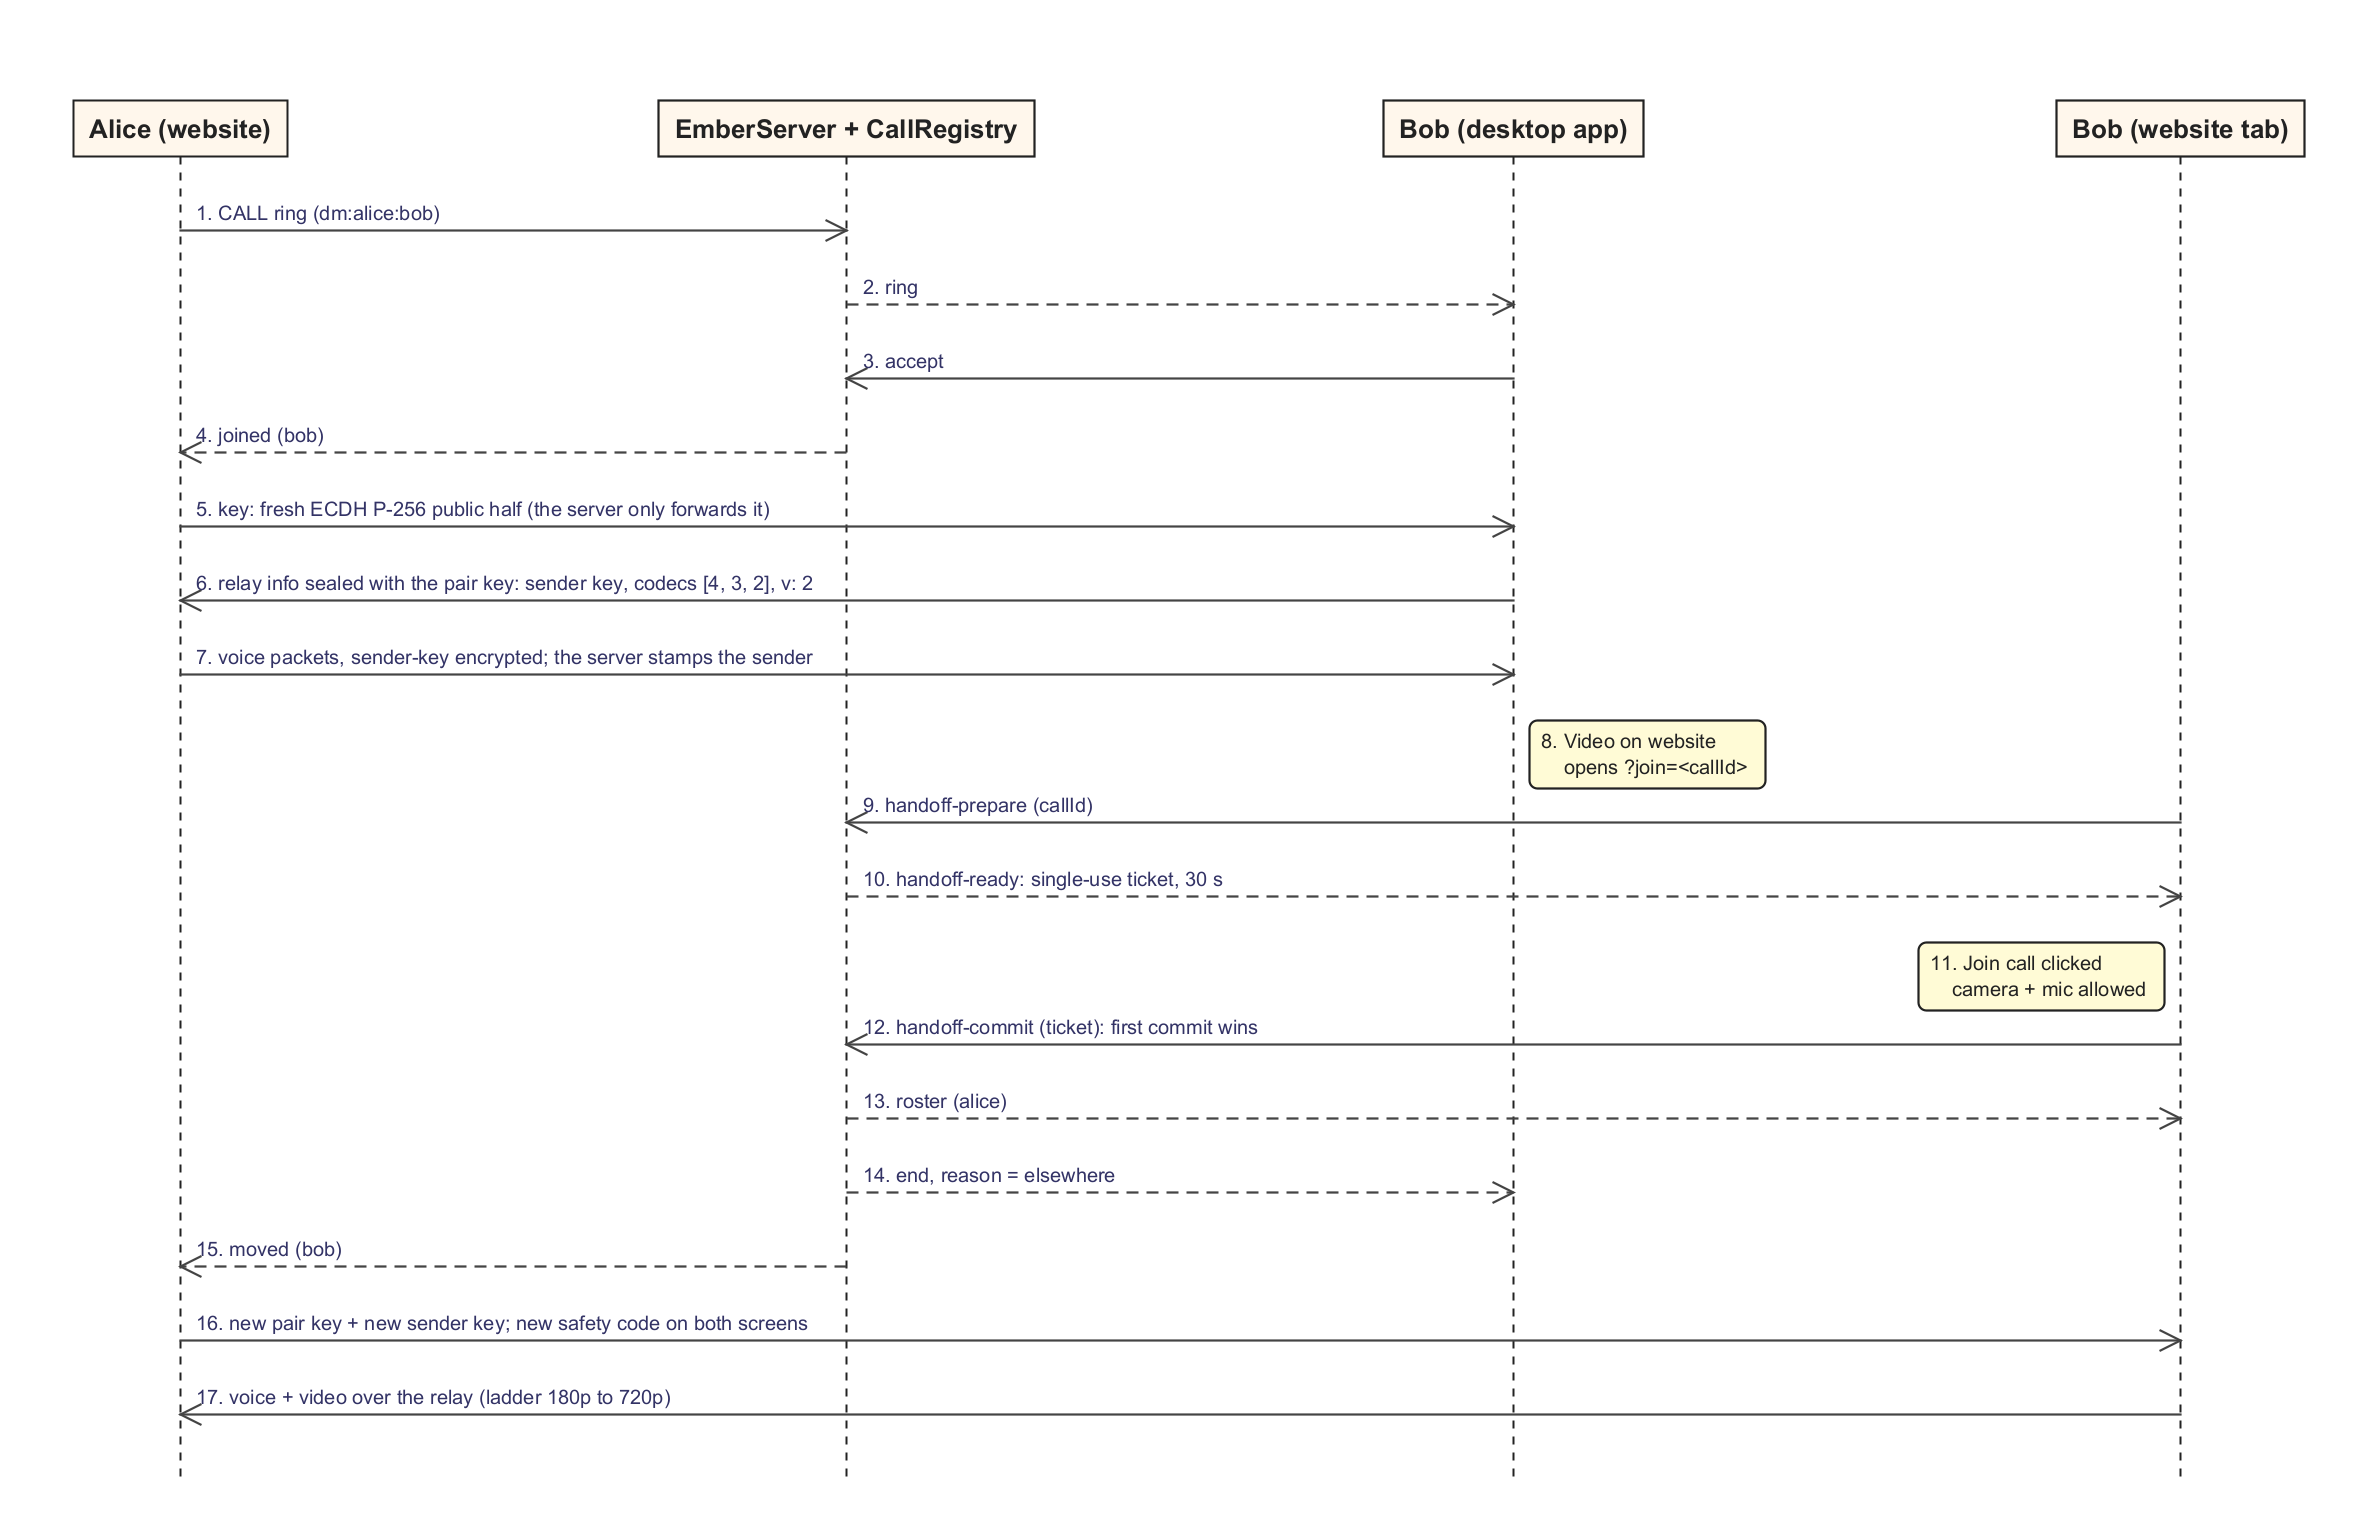 Alice (website)
EmberServer + CallRegistry
Bob (desktop app)
Bob (website tab)
1. CALL ring (dm:alice:bob)
2. ring
3. accept
4. joined (bob)
5. key: fresh ECDH P-256 public half (the server only forwards it)
6. relay info sealed with the pair key: sender key, codecs [4, 3, 2], v: 2
7. voice packets, sender-key encrypted; the server stamps the sender
8. Video on website
opens ?join=<callId>
9. handoff-prepare (callId)
10. handoff-ready: single-use ticket, 30 s
11. Join call clicked
camera + mic allowed
12. handoff-commit (ticket): first commit wins
13. roster (alice)
14. end, reason = elsewhere
15. moved (bob)
16. new pair key + new sender key; new safety code on both screens
17. voice + video over the relay (ladder 180p to 720p)